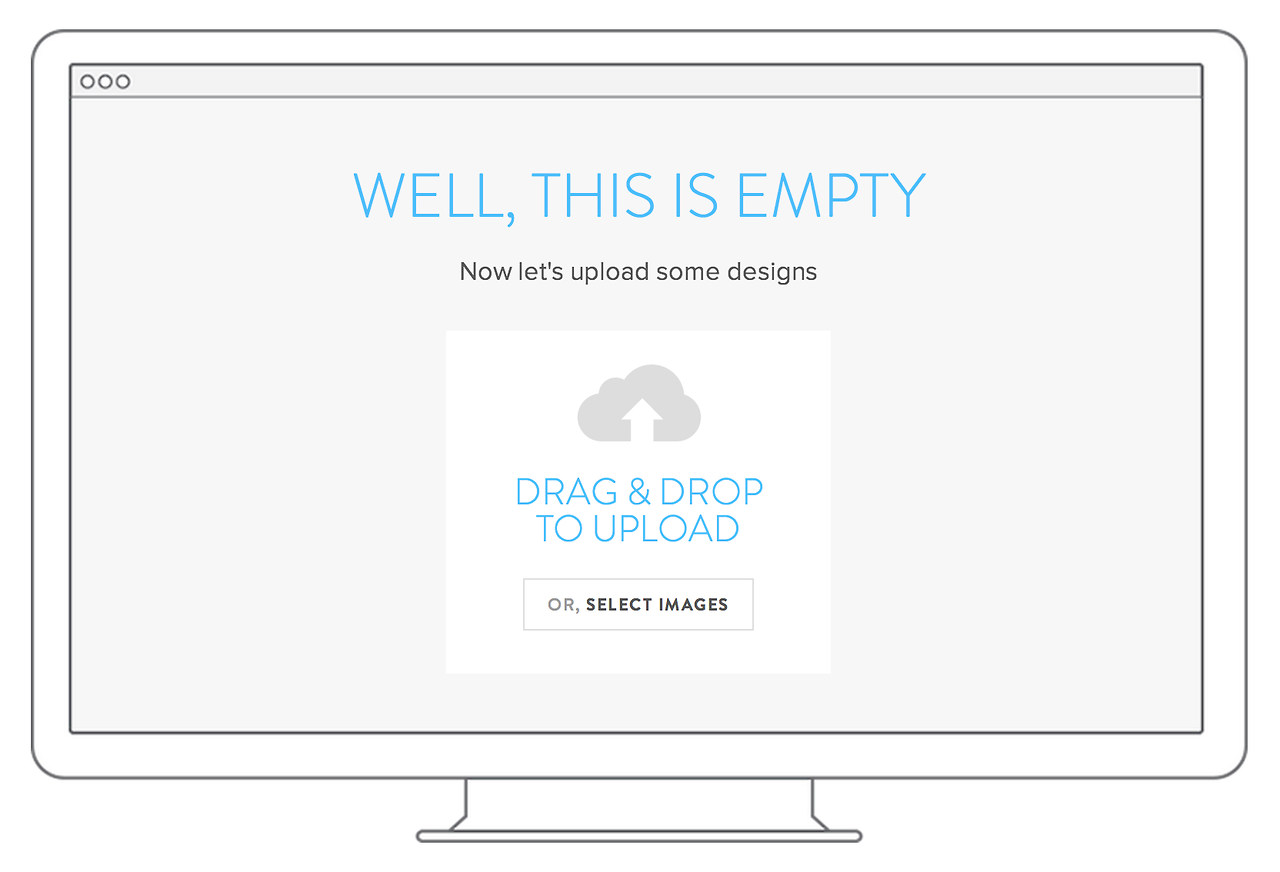 WELL, THIS IS EMPTY
Now let's upload some designs
DRAG & DROP
TO UPLOAD
OR, SELECT IMAGES